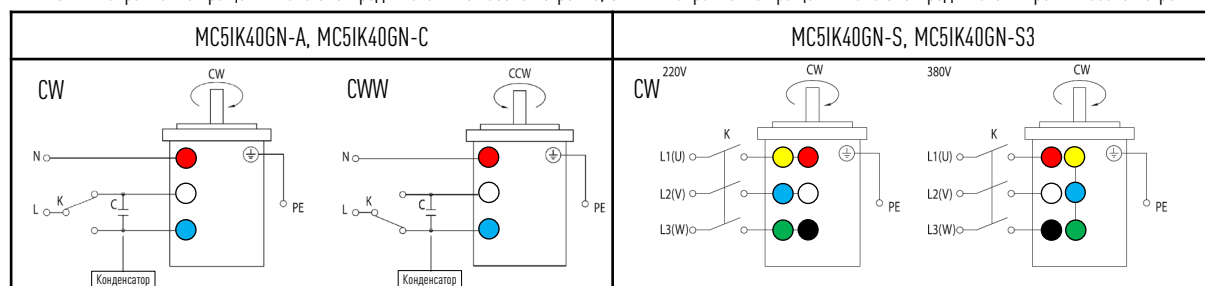 MC5IK40GN-A, MC5IK40GN-C
MC5IK40GN-S, MC5IK40GN-S3
CW
CW
N
L
K
C
PE
Конденсатор
CWW
CCW
N
L
K
C
PE
Конденсатор
CW
220V
CW
K
L1(U)
L2(V)
L3(W)
PE
380V
CW
K
L1(U)
L2(V)
L3(W)
PE